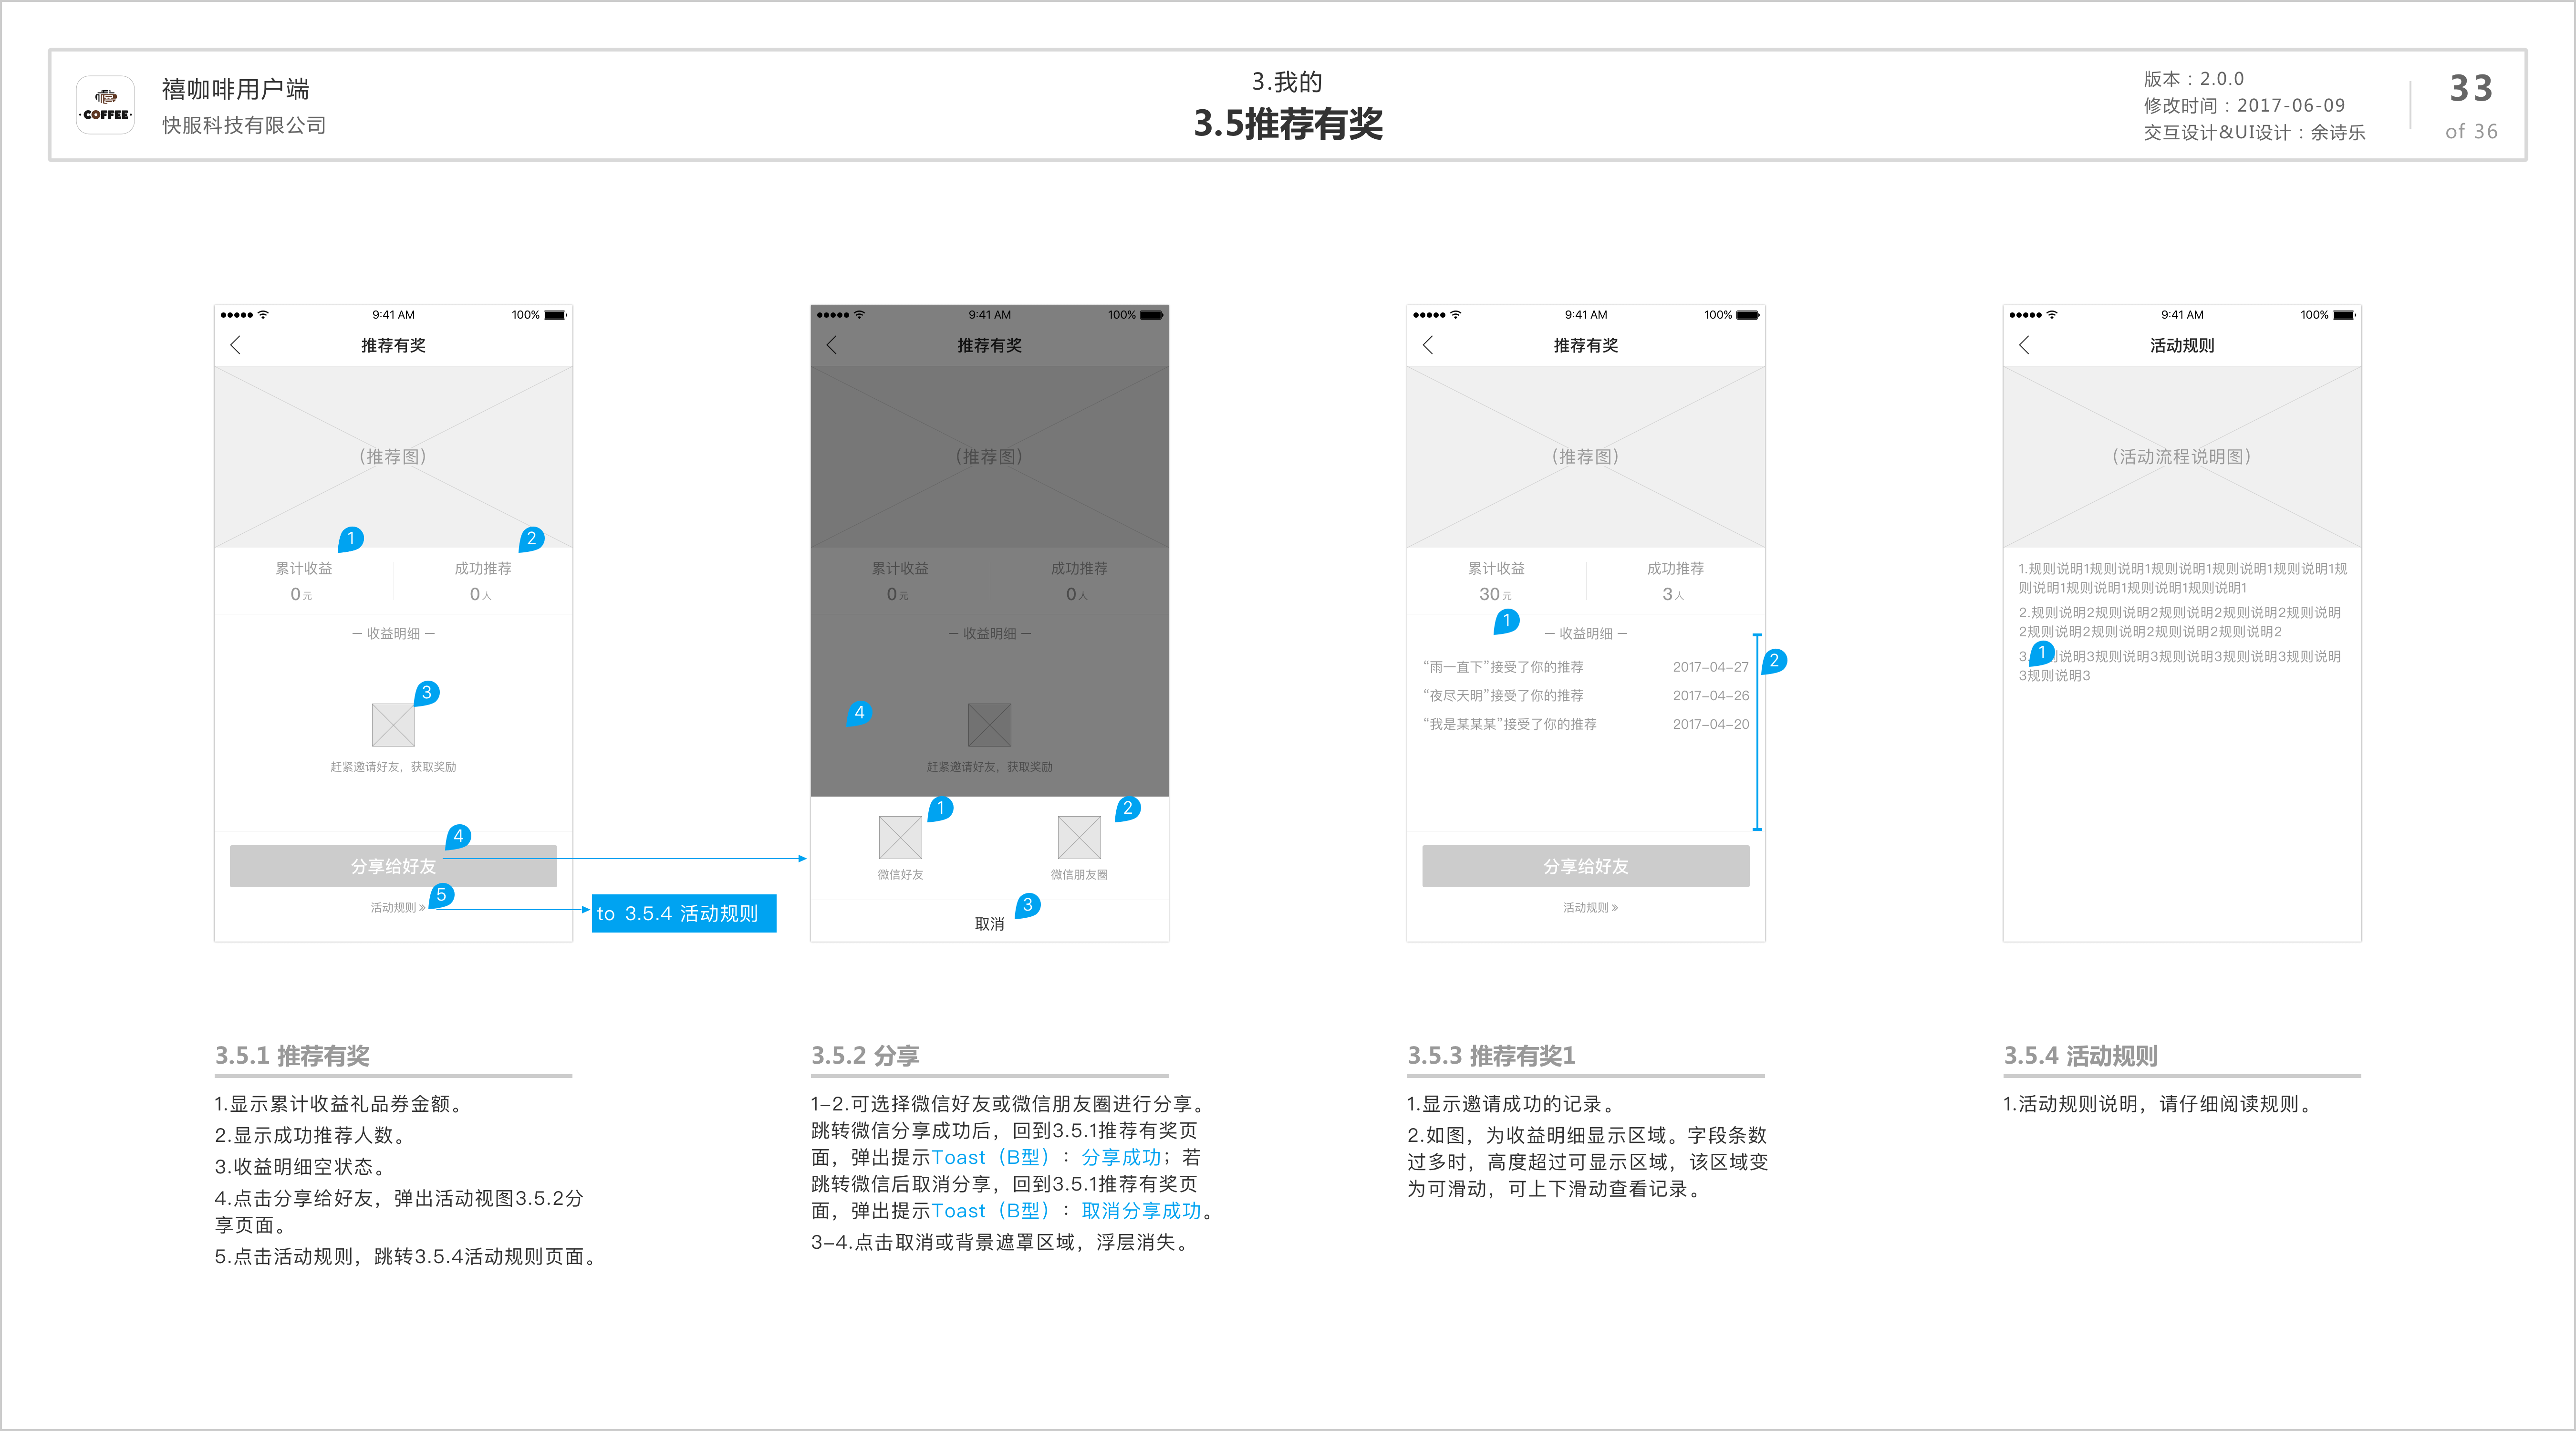 ·COFFEE·
禧咖啡用户端
快服科技有限公司
3.我的
3.5推荐有奖
版本：2.0.0
修改时间：2017-06-09
交互设计&UI设计：余诗乐
33
of 36
9:41 AM
100%
推荐有奖
（推荐图）
1
2
累计收益
成功推荐
0元
0人
— 收益明细 —
3
赶紧邀请好友，获取奖励
4
分享给好友
5
活动规则»
to 3.5.4 活动规则
9:41 AM
100%
推荐有奖
（推荐图）
累计收益
成功推荐
0元
0人
— 收益明细 —
4
赶紧邀请好友，获取奖励
1
2
微信好友
微信朋友圈
3
取消
9:41 AM
100%
推荐有奖
（推荐图）
累计收益
成功推荐
30元
3人
1
— 收益明细 —
2
“雨一直下”接受了你的推荐
2017-04-27
“夜尽天明”接受了你的推荐
2017-04-26
“我是某某某”接受了你的推荐
2017-04-20
分享给好友
活动规则»
9:41 AM
100%
活动规则
（活动流程说明图）
1.规则说明1规则说明1规则说明1规则说明1规则说明1规
则说明1规则说明1规则说明1规则说明1
2.规则说明2规则说明2规则说明2规则说明2规则说明
2规则说明2规则说明2规则说明2规则说明2
1
3.则说明3规则说明3规则说明3规则说明3规则说明
3规则说明3
3.5.1 推荐有奖
1.显示累计收益礼品券金额。
2.显示成功推荐人数。
3.收益明细空状态。
4.点击分享给好友，弹出活动视图3.5.2分
享页面。
5.点击活动规则，跳转3.5.4活动规则页面。
3.5.2 分享
1-2.可选择微信好友或微信朋友圈进行分享。
跳转微信分享成功后，回到3.5.1推荐有奖页
面，弹出提示Toast（B型）：分享成功；若
跳转微信后取消分享，回到3.5.1推荐有奖页
面，弹出提示Toast（B型）：取消分享成功。
3-4.点击取消或背景遮罩区域，浮层消失。
3.5.3 推荐有奖1
1.显示邀请成功的记录。
2.如图，为收益明细显示区域。字段条数
过多时，高度超过可显示区域，该区域变
为可滑动，可上下滑动查看记录。
3.5.4 活动规则
1.活动规则说明，请仔细阅读规则。